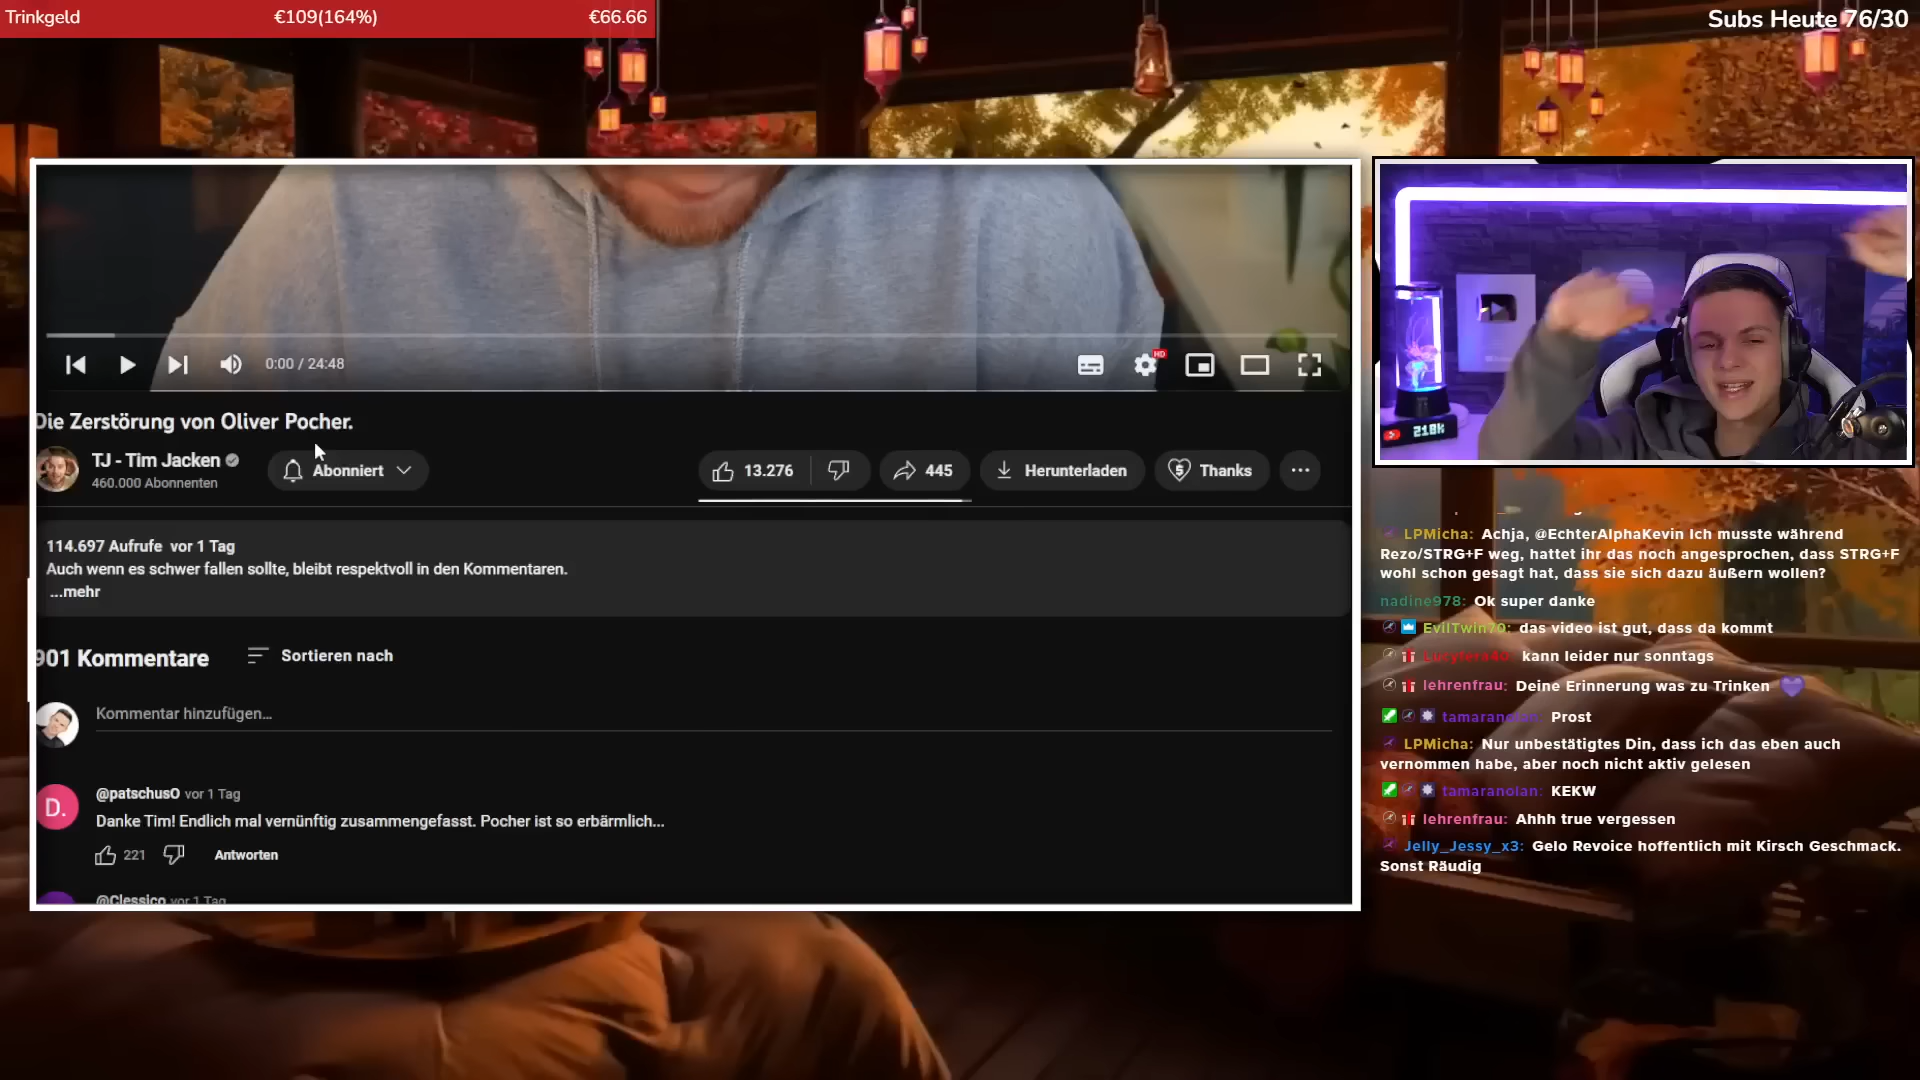 Trinkgeld €109(164%) €66.66
Subs Heute 76/30
HD
0:00 / 24:48
Die Zerstörung von Oliver Pocher.
TJ - Tim Jacken
460.000 Abonnenten
Abonniert
13.276
445
Herunterladen
Thanks
114.697 Aufrufe vor 1 Tag
Auch wenn es schwer fallen sollte, bleibt respektvoll in den Kommentaren.
...mehr
901 Kommentare
Sortieren nach
Kommentar hinzufügen...
D.
@patschusO vor 1 Tag
Danke Tim! Endlich mal vernünftig zusammengefasst. Pocher ist so erbärmlich...
221
Antworten
@Clessico vor 1 Tag
218k
LPMicha: Achja, @EchterAlphaKevin Ich musste während
Rezo/STRG+F weg, hattet ihr das noch angesprochen, dass STRG+F
wohl schon gesagt hat, dass sie sich dazu äußern wollen?
nadine978: Ok super danke
EvilTwin70: das video ist gut, dass da kommt
kann leider nur sonntags
lehrenfrau: Deine Erinnerung was zu Trinken
tamaranolan: Prost
LPMicha: Nur unbestätigtes Din, dass ich das eben auch
vernommen habe, aber noch nicht aktiv gelesen
tamaranolan: KEKW
lehrenfrau: Ahhh true vergessen
Jelly_Jessy_x3: Gelo Revoice hoffentlich mit Kirsch Geschmack.
Sonst Räudig